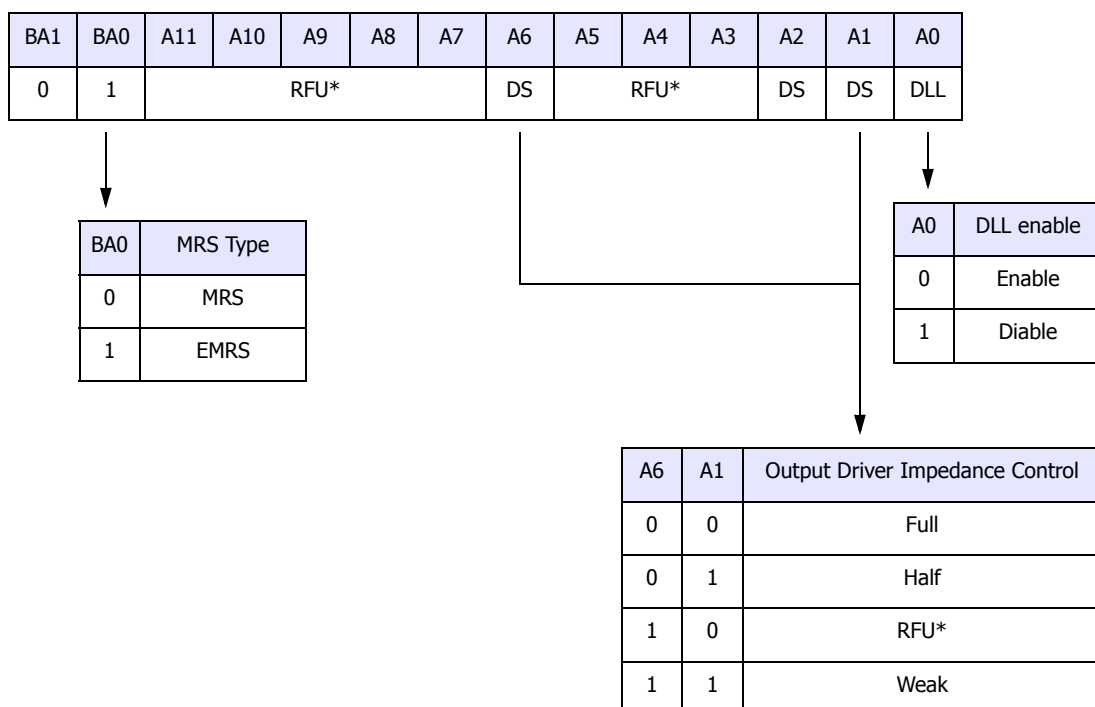 BA1 BA0 A11 A10 A9 A8 A7 A6 A5 A4 A3 A2 A1 A0
0 1 RFU* DS RFU* DS DS DLL
BA0 MRS Type
0 MRS
1 EMRS
A0 DLL enable
0 Enable
1 Diable
A6 A1 Output Driver Impedance Control
0 0 Full
0 1 Half
1 0 RFU*
1 1 Weak